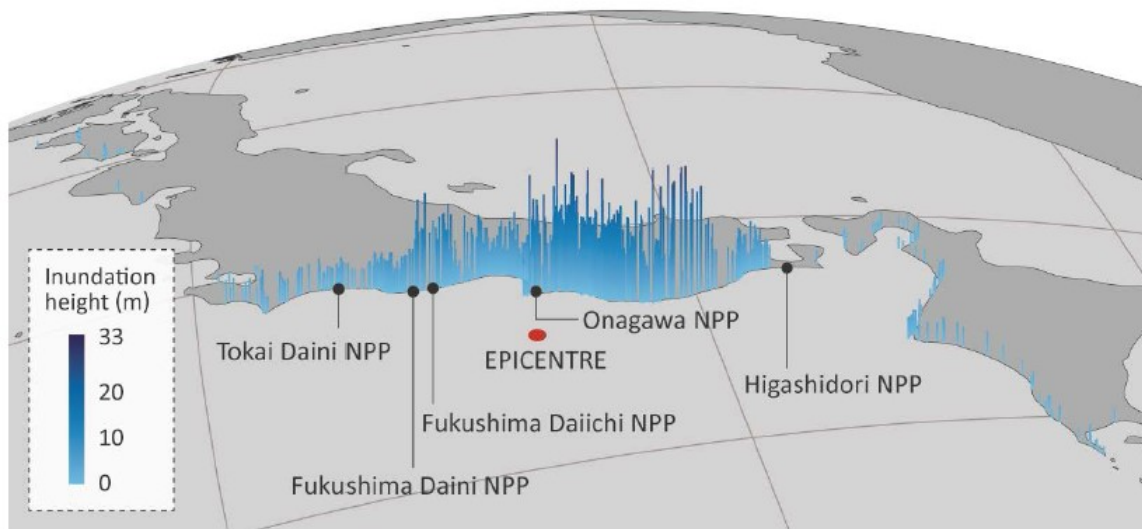 Inundation
height (m)
33
20
10
0
Tokai Daini NPP
EPICENTRE
Onagawa NPP
Higashidori NPP
Fukushima Daiichi NPP
Fukushima Daini NPP